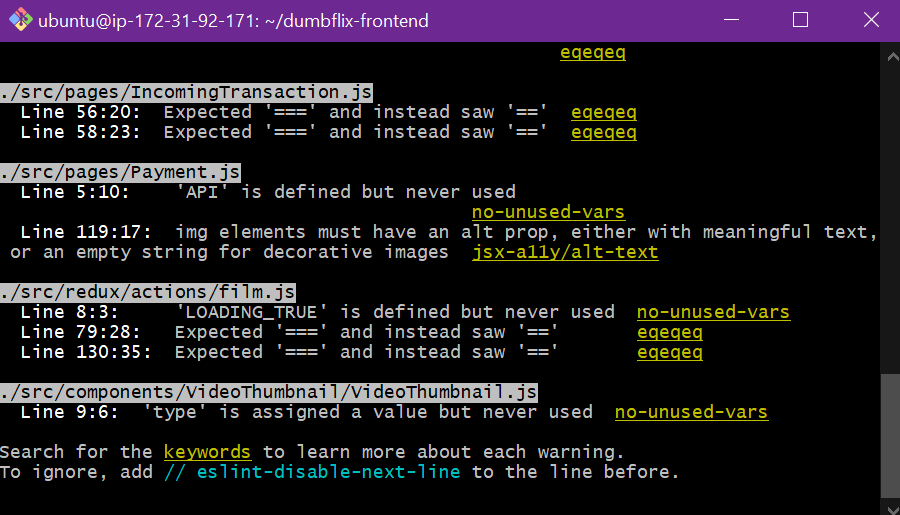 ubuntu@ip-172-31-92-171: ~/dumbflix-frontend
eqeqeq
./src/pages/IncomingTransaction.js
Line 56:20: Expected '===' and instead saw '==' eqeqeq
Line 58:23: Expected '===' and instead saw '==' eqeqeq
./src/pages/Payment.js
Line 5:10: 'API' is defined but never used
no-unused-vars
Line 119:17: img elements must have an alt prop, either with meaningful text,
or an empty string for decorative images jsx-a11y/alt-text
./src/redux/actions/film.js
Line 8:3: 'LOADING_TRUE' is defined but never used no-unused-vars
Line 79:28: Expected '===' and instead saw '==' eqeqeq
Line 130:35: Expected '===' and instead saw '==' eqeqeq
./src/components/VideoThumbnail/VideoThumbnail.js
Line 9:6: 'type' is assigned a value but never used no-unused-vars
Search for the keywords to learn more about each warning.
To ignore, add // eslint-disable-next-line to the line before.